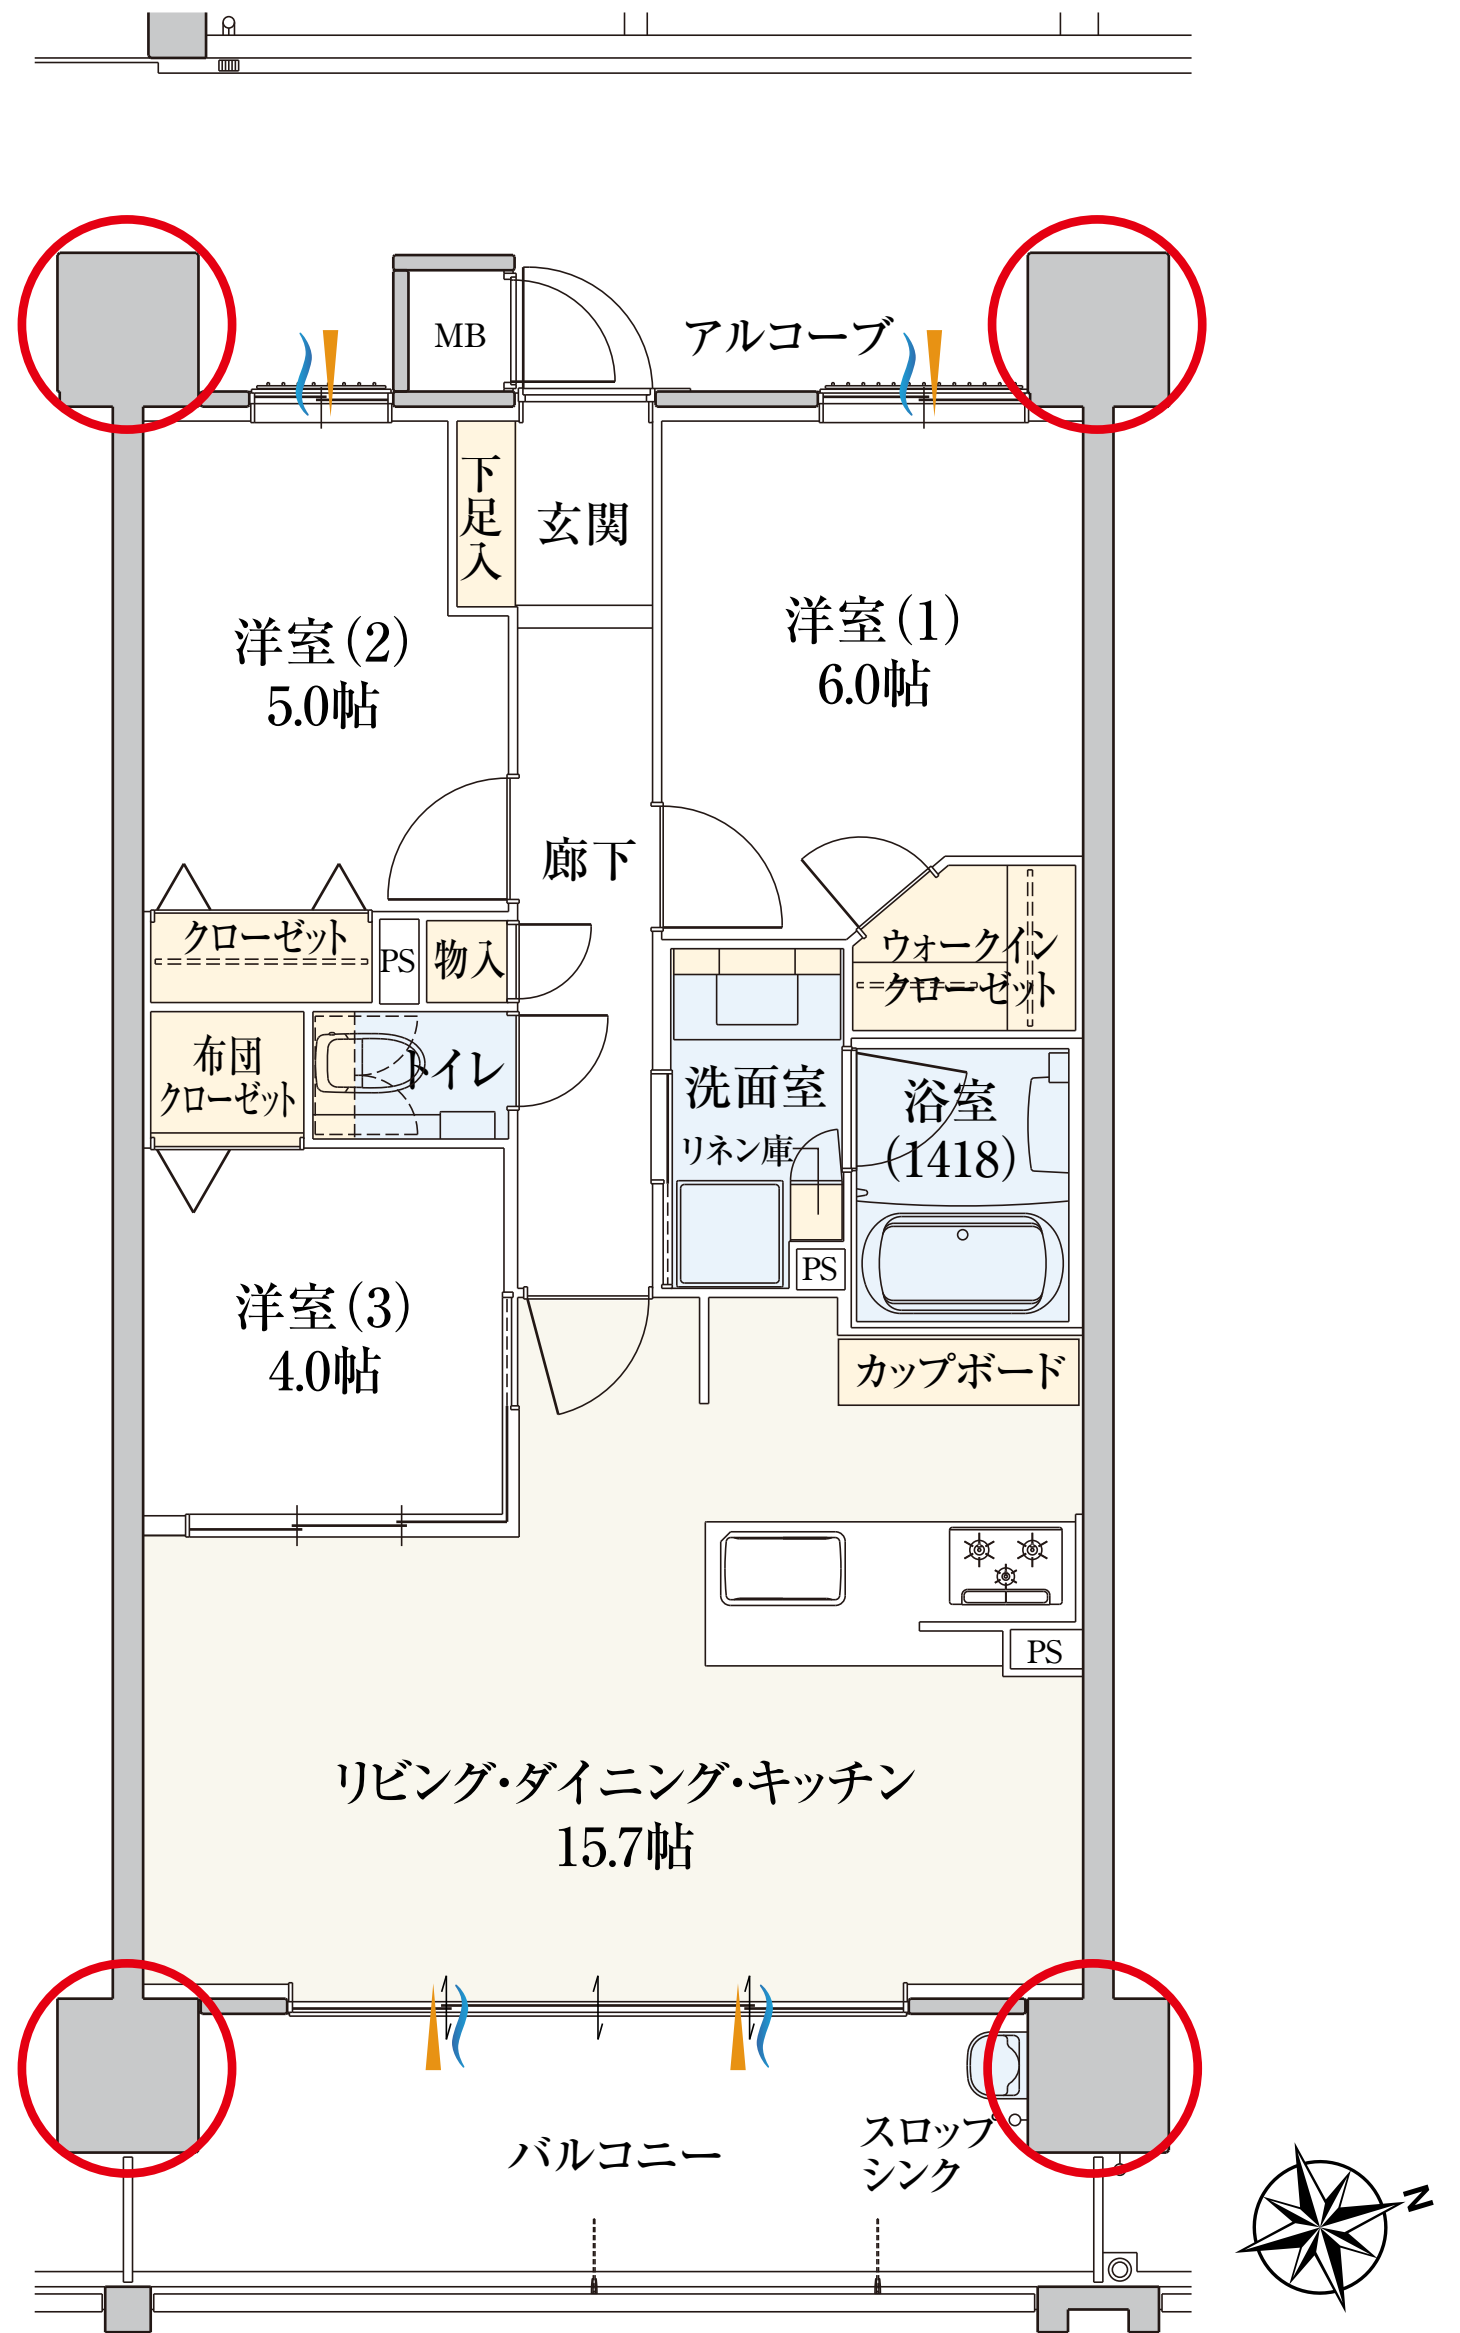 MB
アルコーブ
下足入
玄関
洋室(2)
5.0帖
洋室(1)
6.0帖
廊下
クローゼット
PS
物入
ウォークイン
クローゼット
布団
クローゼット
トイレ
洗面室
リネン庫
浴室
(1418)
PS
洋室(3)
4.0帖
カップボード
PS
リビング・ダイニング・キッチン
15.7帖
バルコニー
スロップ
シンク
N